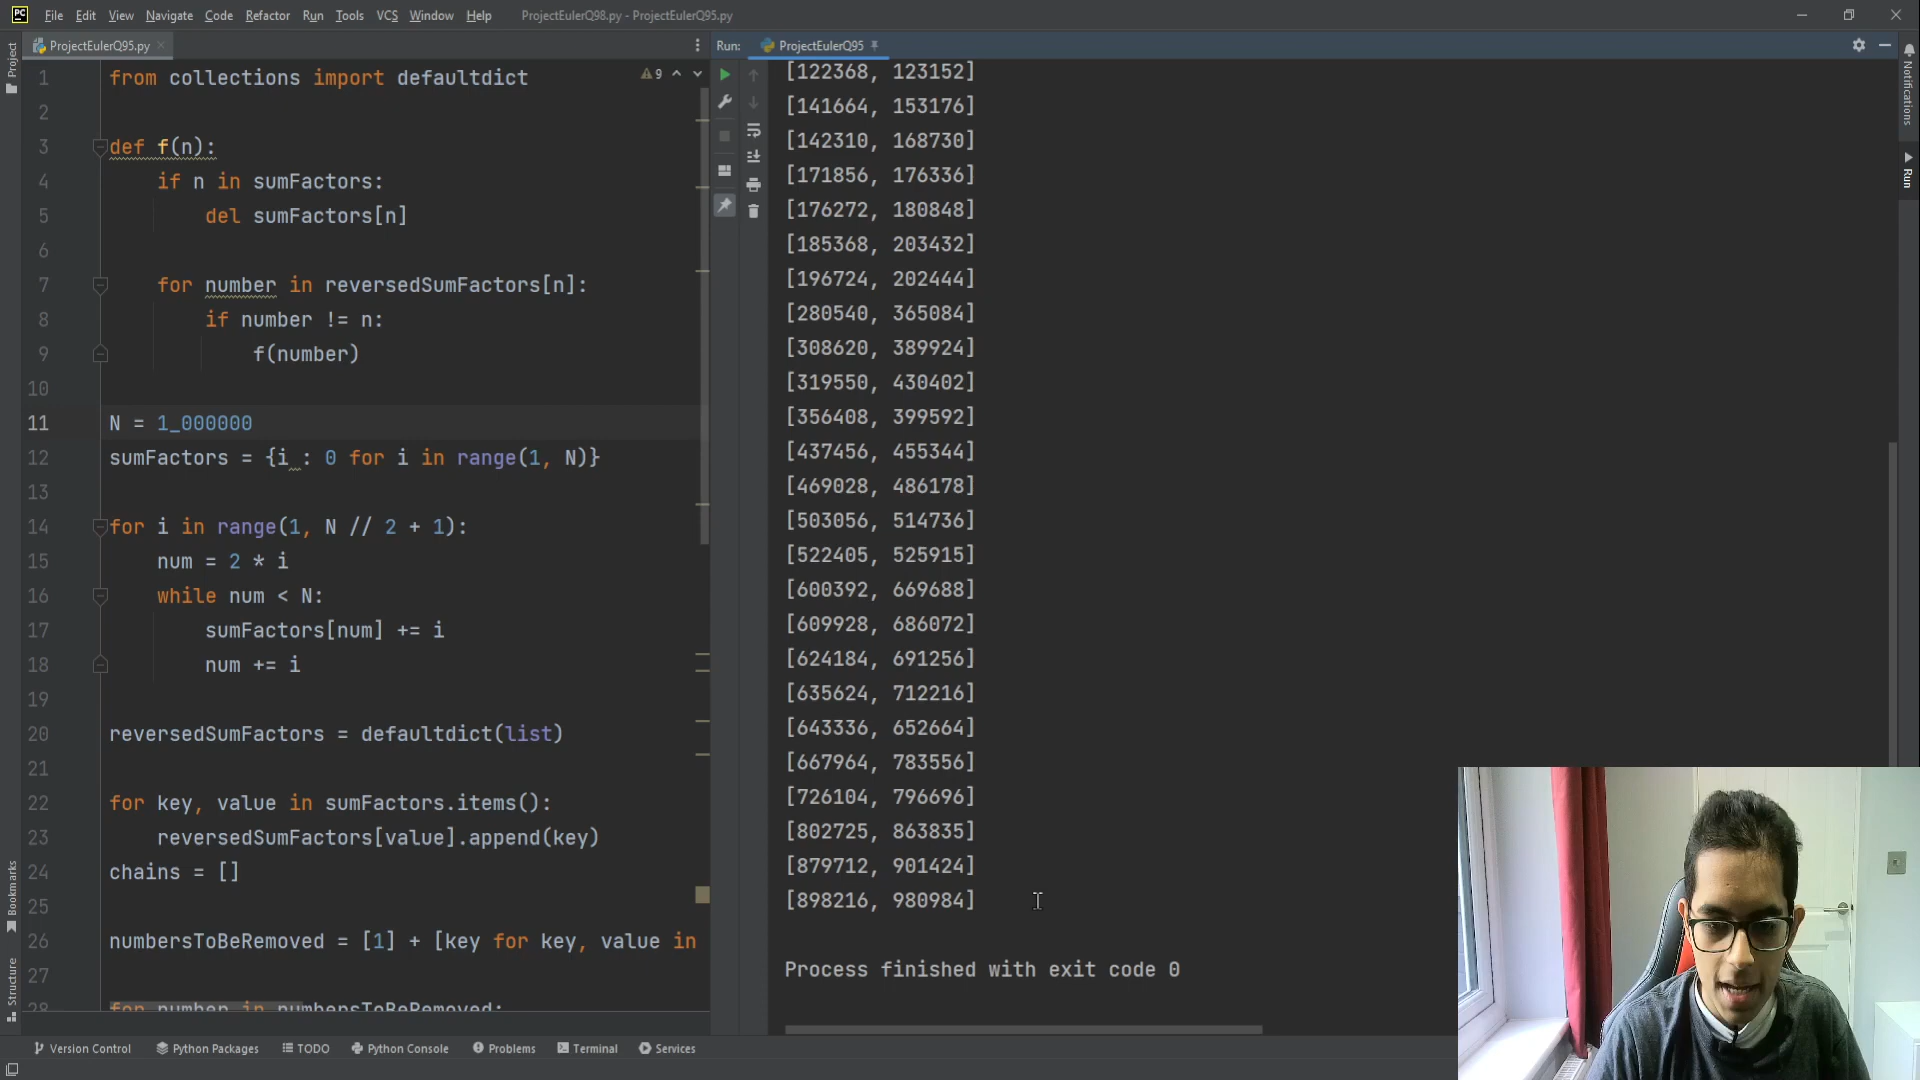 PC File Edit View Navigate Code Refactor Run Tools VCS Window Help ProjectEulerQ98.py - ProjectEulerQ95.py
Project
ProjectEulerQ95.py
9
1 from collections import defaultdict
2
3 def f(n):
4 if n in sumFactors:
5 del sumFactors[n]
6
7 for number in reversedSumFactors[n]:
8 if number != n:
9 f(number)
10
11 N = 1_000000
12 sumFactors = {i : 0 for i in range(1, N)}
13
14 for i in range(1, N // 2 + 1):
15 num = 2 * i
16 while num < N:
17 sumFactors[num] += i
18 num += i
19
20 reversedSumFactors = defaultdict(list)
21
22 for key, value in sumFactors.items():
23 reversedSumFactors[value].append(key)
24 chains = []
25
26 numbersToBeRemoved = [1] + [key for key, value in
27
28 for number in numbersToBeRemoved:
Run: ProjectEulerQ95
[122368, 123152]
[141664, 153176]
[142310, 168730]
[171856, 176336]
[176272, 180848]
[185368, 203432]
[196724, 202444]
[280540, 365084]
[308620, 389924]
[319550, 430402]
[356408, 399592]
[437456, 455344]
[469028, 486178]
[503056, 514736]
[522405, 525915]
[600392, 669688]
[609928, 686072]
[624184, 691256]
[635624, 712216]
[643336, 652664]
[667964, 783556]
[726104, 796696]
[802725, 863835]
[879712, 901424]
[898216, 980984]
Process finished with exit code 0
Notifications
Run
Bookmarks
Structure
Version Control Python Packages TODO Python Console Problems Terminal Services